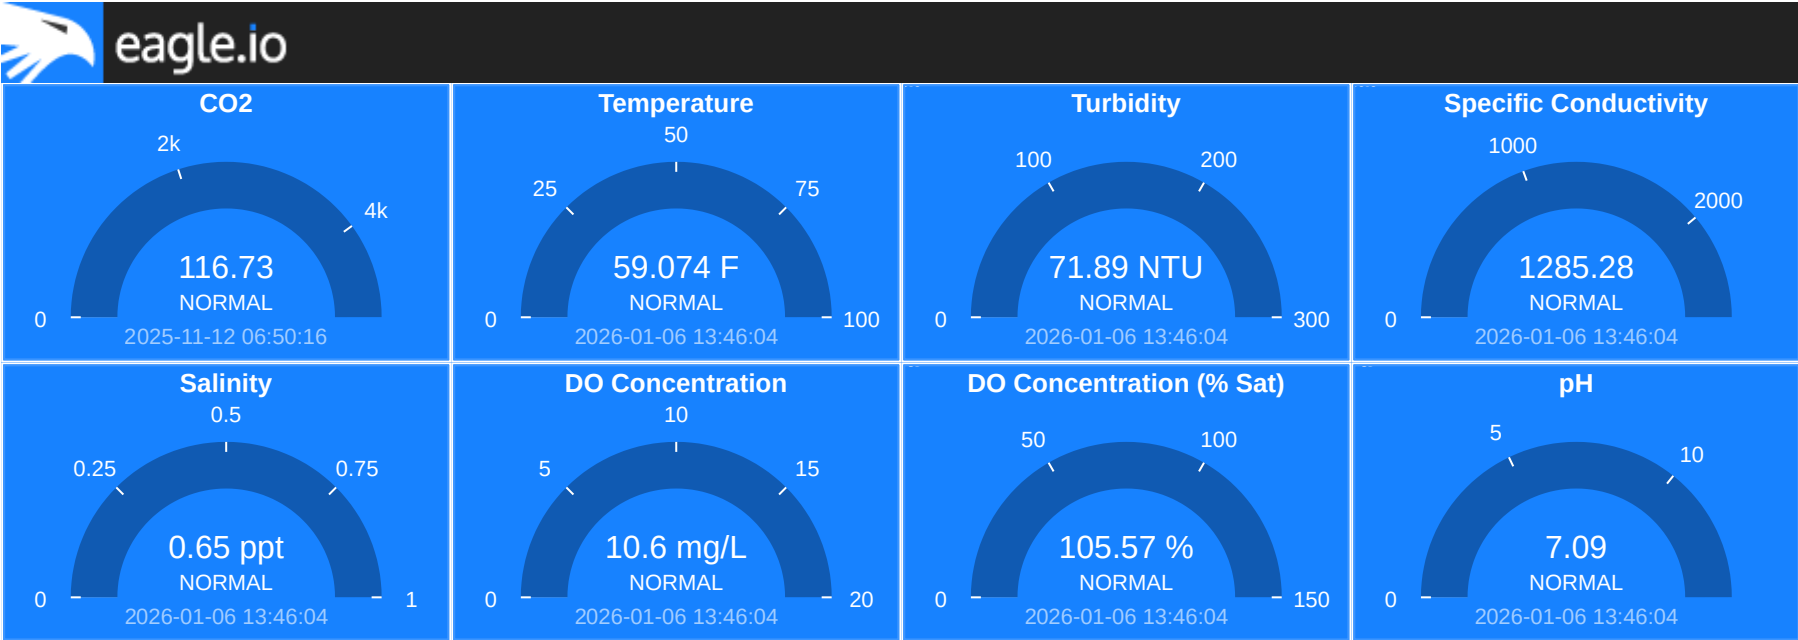 eagle.io
CO2
2k
4k
0
116.73
NORMAL
2025-11-12 06:50:16
Temperature
50
25
75
0
100
59.074 F
NORMAL
2026-01-06 13:46:04
Turbidity
100
200
0
300
71.89 NTU
NORMAL
2026-01-06 13:46:04
Specific Conductivity
1000
2000
0
1285.28
NORMAL
2026-01-06 13:46:04
Salinity
0.5
0.25
0.75
0
1
0.65 ppt
NORMAL
2026-01-06 13:46:04
DO Concentration
10
5
15
0
20
10.6 mg/L
NORMAL
2026-01-06 13:46:04
DO Concentration (% Sat)
50
100
0
150
105.57 %
NORMAL
2026-01-06 13:46:04
pH
5
10
0
7.09
NORMAL
2026-01-06 13:46:04